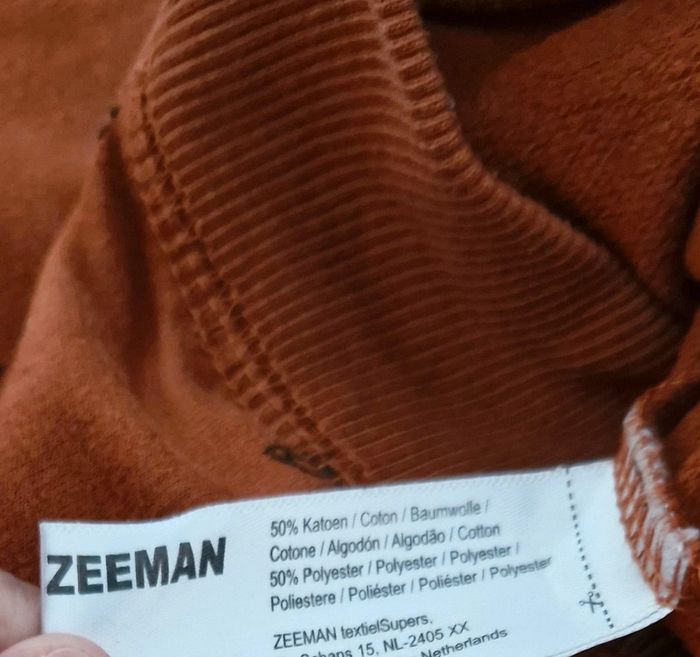 ZEEMAN
50% Katoen / Coton / Baumwolle /
Cotone / Algodón / Algodão / Cotton
50% Polyester / Polyester / Polyester /
Poliestere / Poliéster / Poliéster / Polyester
ZEEMAN textielSupers,
15, NL-2405 XX
Netherlands